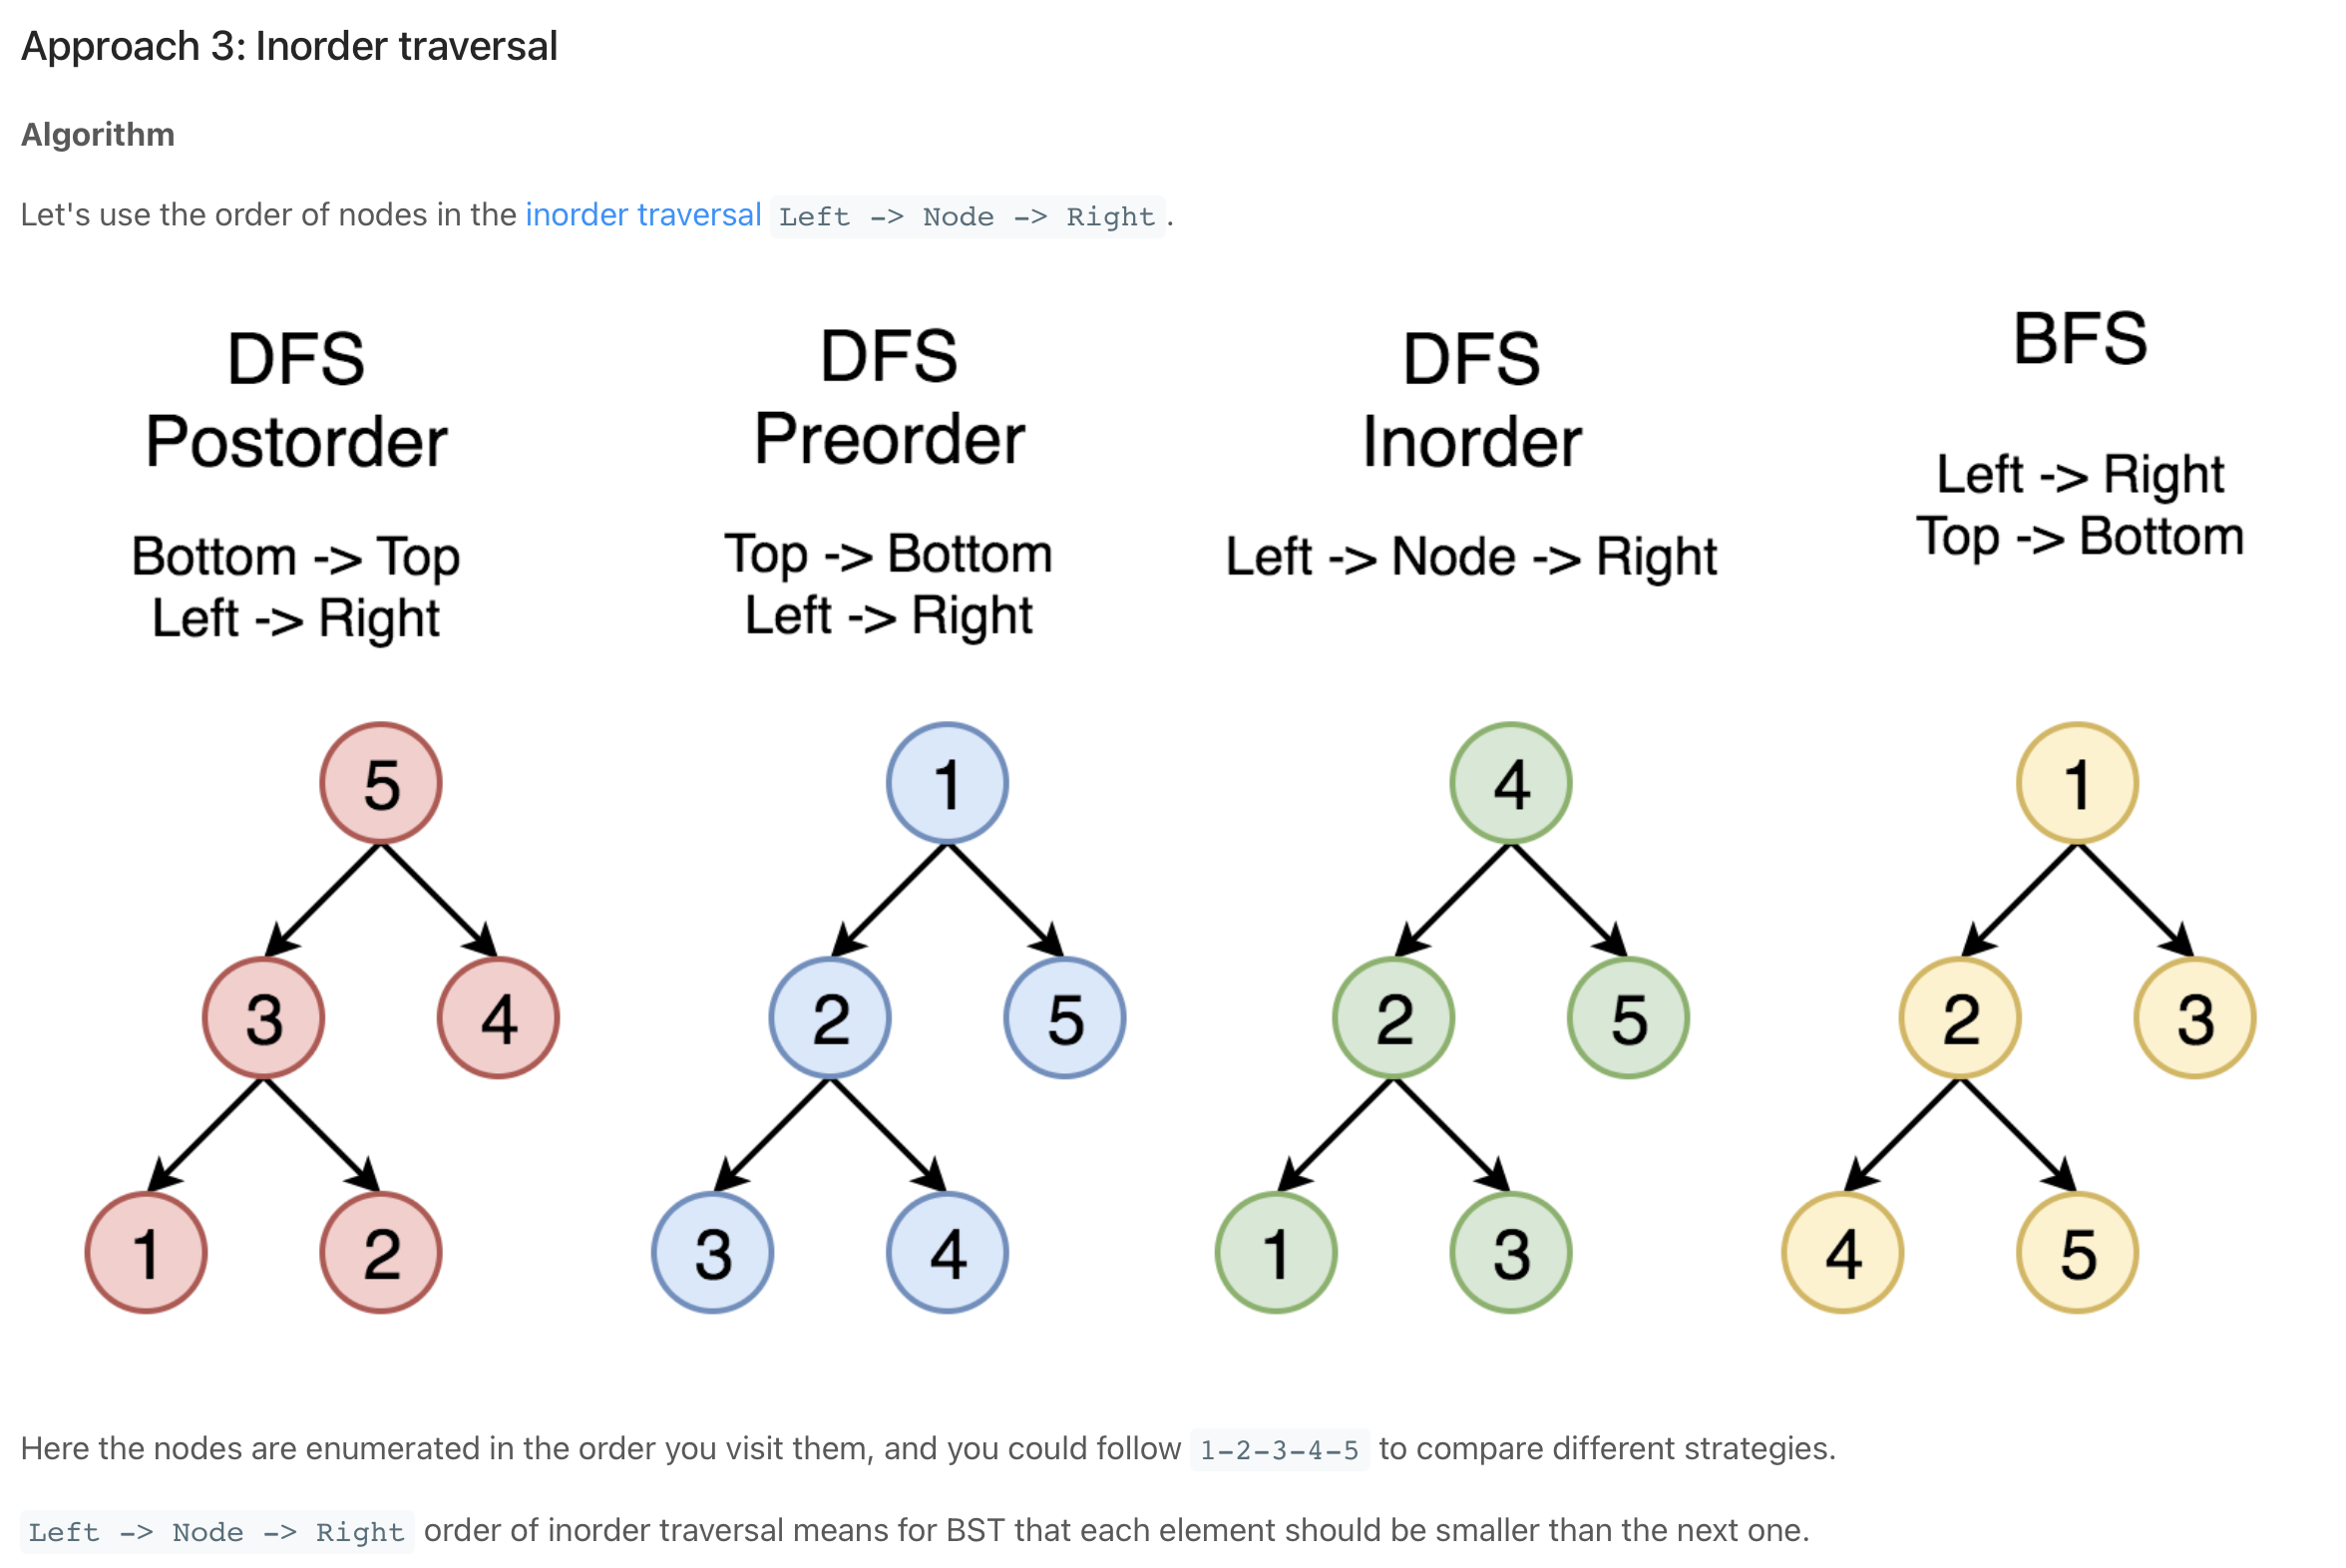 Approach 3: Inorder traversal
Algorithm
Let's use the order of nodes in the inorder traversal Left -> Node -> Right.
DFS
Postorder
Bottom -> Top
Left -> Right
DFS
Preorder
Top -> Bottom
Left -> Right
DFS
Inorder
Left -> Node -> Right
BFS
Left -> Right
Top -> Bottom
5
3 4
1 2
1
2 5
3 4
4
2 5
1 3
1
2 3
4 5
Here the nodes are enumerated in the order you visit them, and you could follow 1-2-3-4-5 to compare different strategies.
Left -> Node -> Right order of inorder traversal means for BST that each element should be smaller than the next one.